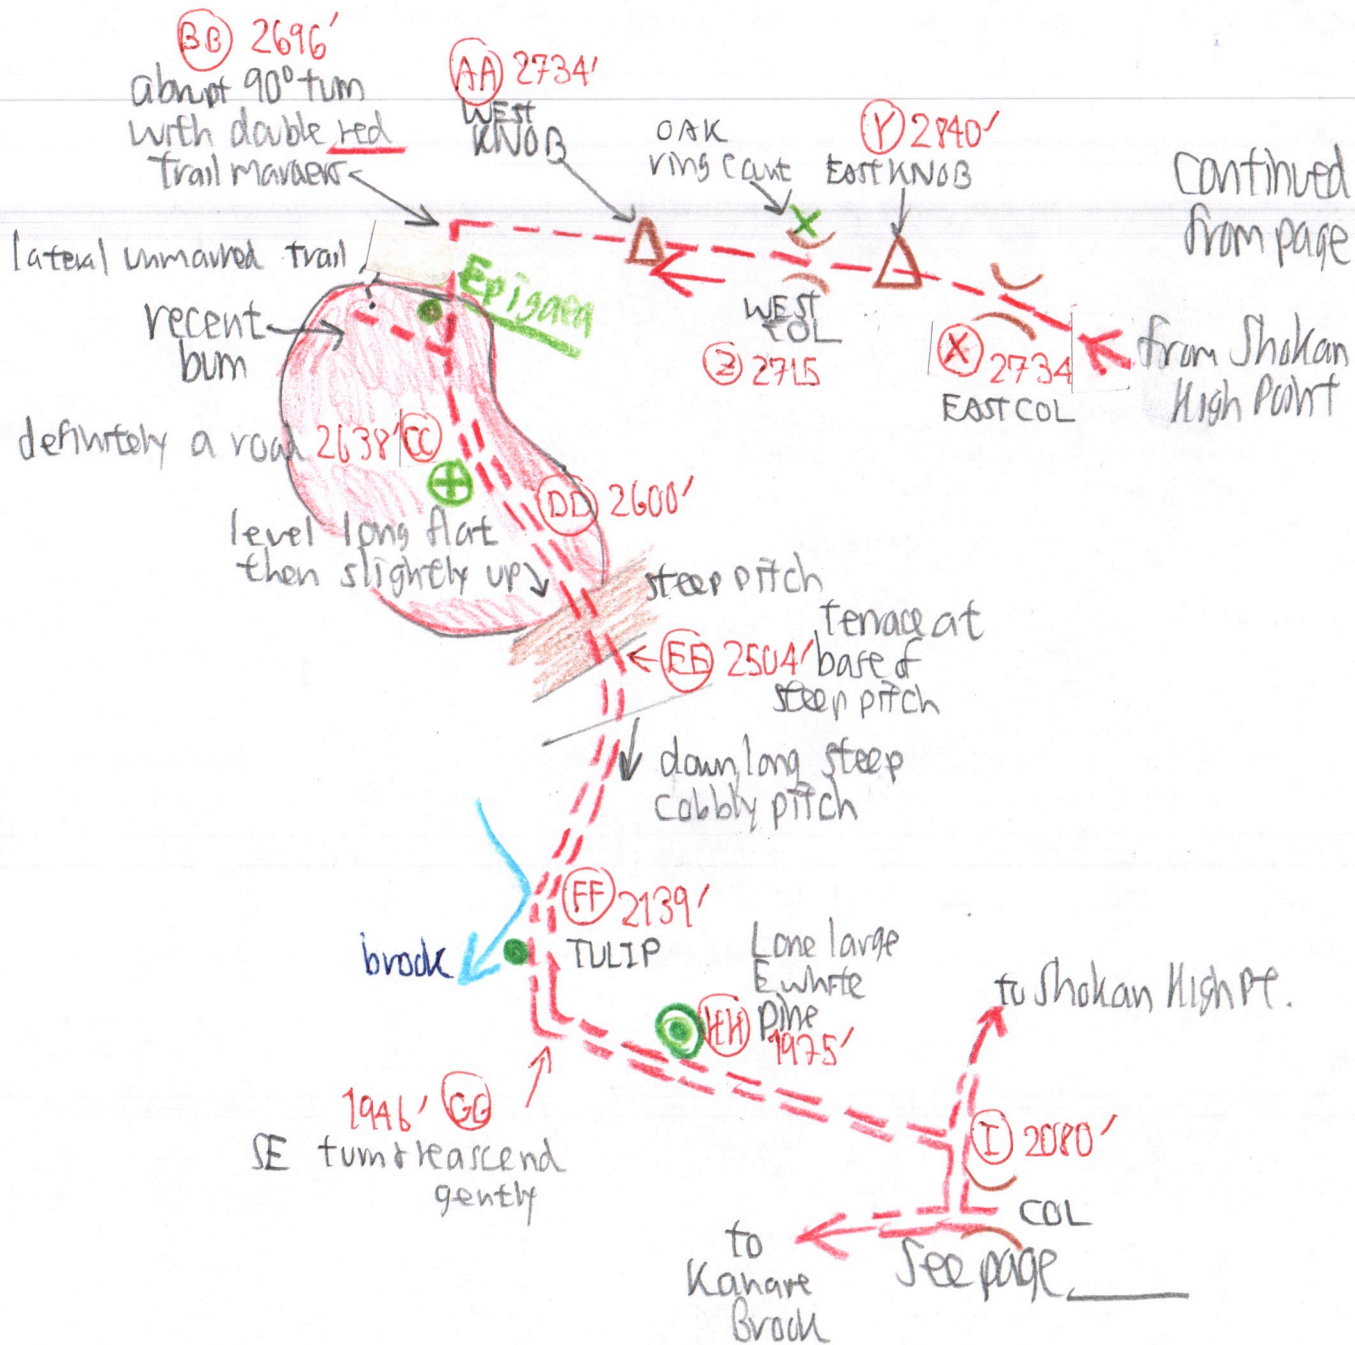 BB 2696'
abrupt 90° turn
with double red
trail markers
AA 2734'
WEST
KNOB
OAK
ring cant
Y 2840'
EAST KNOB
continued
from page
lateral unmarked trail
Epigaea
recent
burn
WEST
COL
Z 2715
X 2734
EAST COL
from Shokan
High Point
definitely a road 2638' CC
DD 2600'
level long flat
then slightly up
steep pitch
EE 2504'
terrace at
base of
steep pitch
down long steep
cobbly pitch
FF 2139'
TULIP
brook
Lone large
E white
pine
HH 1975'
to Shokan High Pt.
1946' GG
SE turn & reascend
gently
I 2080'
COL
to
Kanape
Brook
See page